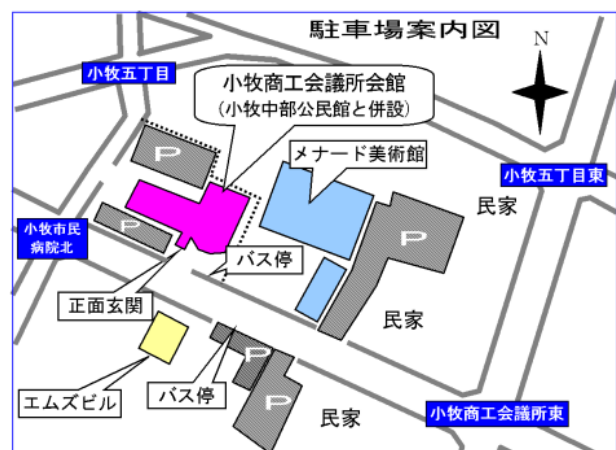 駐車場案内図
N
小牧五丁目
小牧商工会議所会館
(小牧中部公民館と併設)
メナード美術館
P
小牧五丁目東
民家
P
P
小牧市民
病院北
バス停
正面玄関
民家
エムズビル
バス停
P
P
民家
小牧商工会議所東